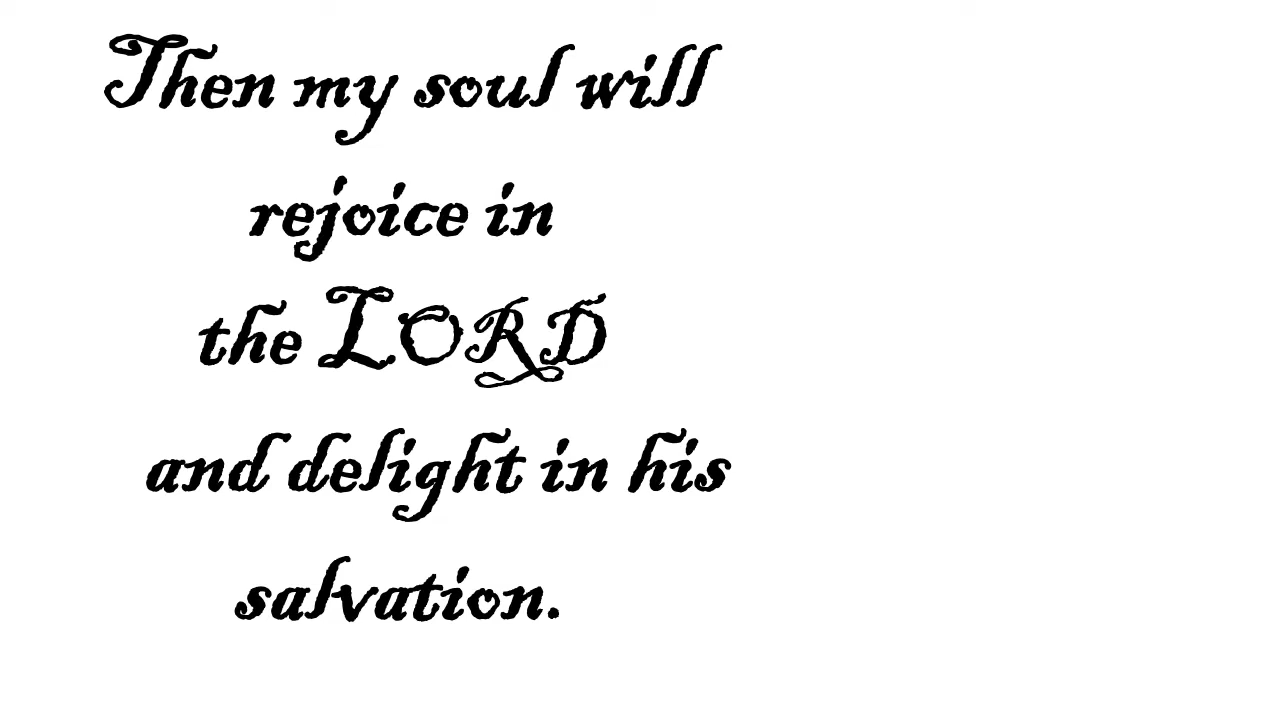 Then my soul will
rejoice in
the LORD
and delight in his
salvation.